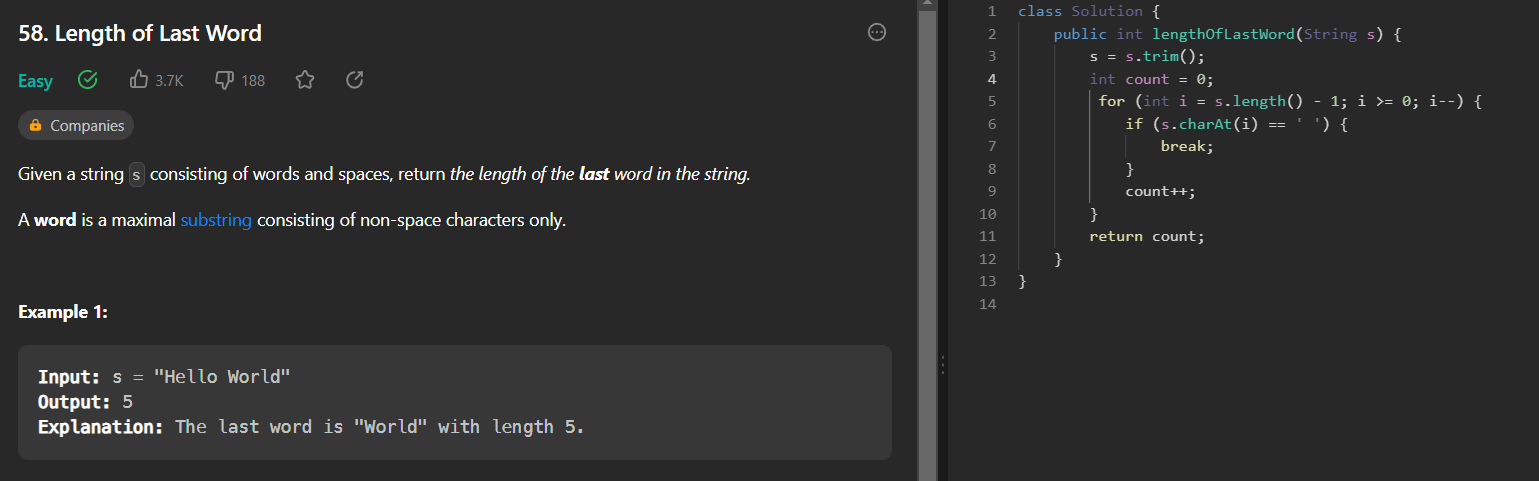 58. Length of Last Word
Easy 3.7K 188
Companies
Given a string s consisting of words and spaces, return the length of the last word in the string.
A word is a maximal substring consisting of non-space characters only.
Example 1:
Input: s = "Hello World"
Output: 5
Explanation: The last word is "World" with length 5.
1 class Solution {
2     public int lengthOfLastWord(String s) {
3         s = s.trim();
4         int count = 0;
5          for (int i = s.length() - 1; i >= 0; i--) {
6             if (s.charAt(i) == ' ') {
7                 break;
8             }
9             count++;
10         }
11         return count;
12     }
13 }
14